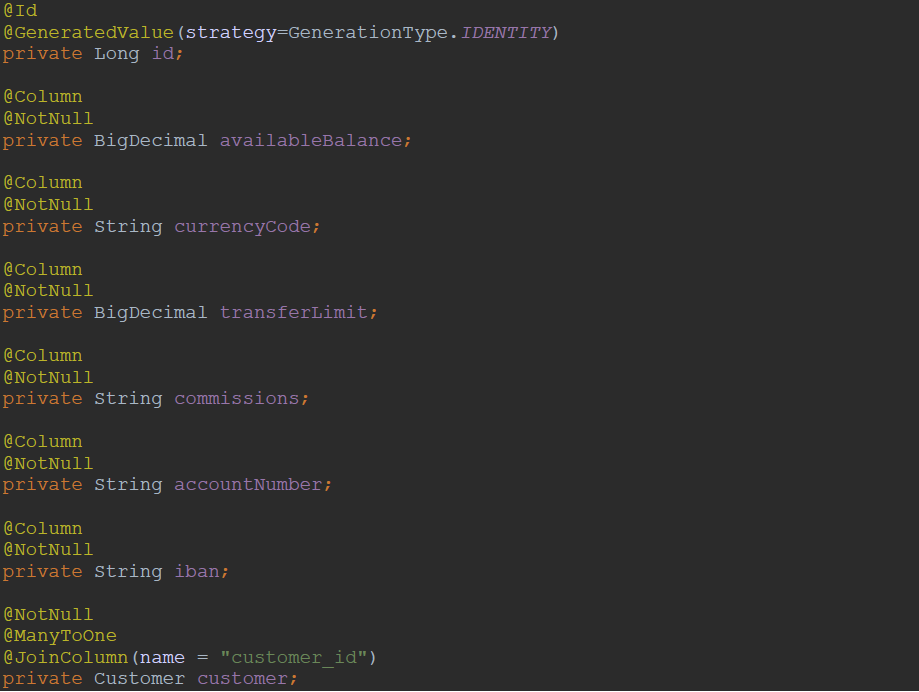 @Id
@GeneratedValue(strategy=GenerationType.IDENTITY)
private Long id;
@Column
@NotNull
private BigDecimal availableBalance;
@Column
@NotNull
private String currencyCode;
@Column
@NotNull
private BigDecimal transferLimit;
@Column
@NotNull
private String commissions;
@Column
@NotNull
private String accountNumber;
@Column
@NotNull
private String iban;
@NotNull
@ManyToOne
@JoinColumn(name = "customer_id")
private Customer customer;